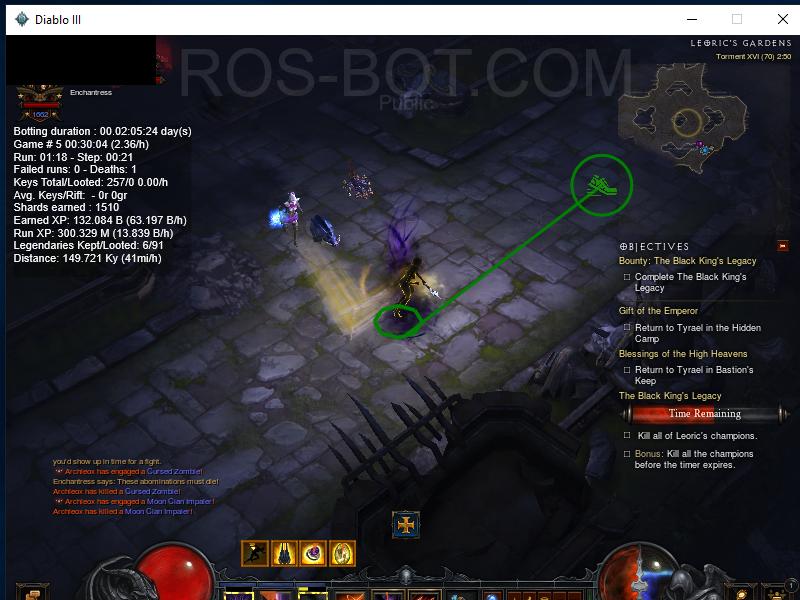 Diablo III
ROS-BOT.COM
Public
LEORIC'S GARDENS
Torment XVI (70) 2:50
Enchantress
1662
Botting duration : 00.02:05:24 day(s)
Game # 5 00:30:04 (2.36/h)
Run: 01:18 - Step: 00:21
Failed runs: 0 - Deaths: 1
Keys Total/Looted: 257/0 0.00/h
Avg. Keys/Rift: - 0r 0gr
Shards earned : 1510
Earned XP: 132.084 B (63.197 B/h)
Run XP: 300.329 M (13.839 B/h)
Legendaries Kept/Looted: 6/91
Distance: 149.721 Ky (41mi/h)
OBJECTIVES
Bounty: The Black King's Legacy
Complete The Black King's
Legacy
Gift of the Emperor
Return to Tyrael in the Hidden
Camp
Blessings of the High Heavens
Return to Tyrael in Bastion's
Keep
The Black King's Legacy
Time Remaining
Kill all of Leoric's champions.
Bonus: Kill all the champions
before the timer expires.
you'd show up in time for a fight.
Archleox has engaged a Cursed Zombie!
Enchantress says: These abominations must die!
Archleox has killed a Cursed Zombie!
Archleox has engaged a Moon Clan Impaler!
Archleox has killed a Moon Clan Impaler!
1